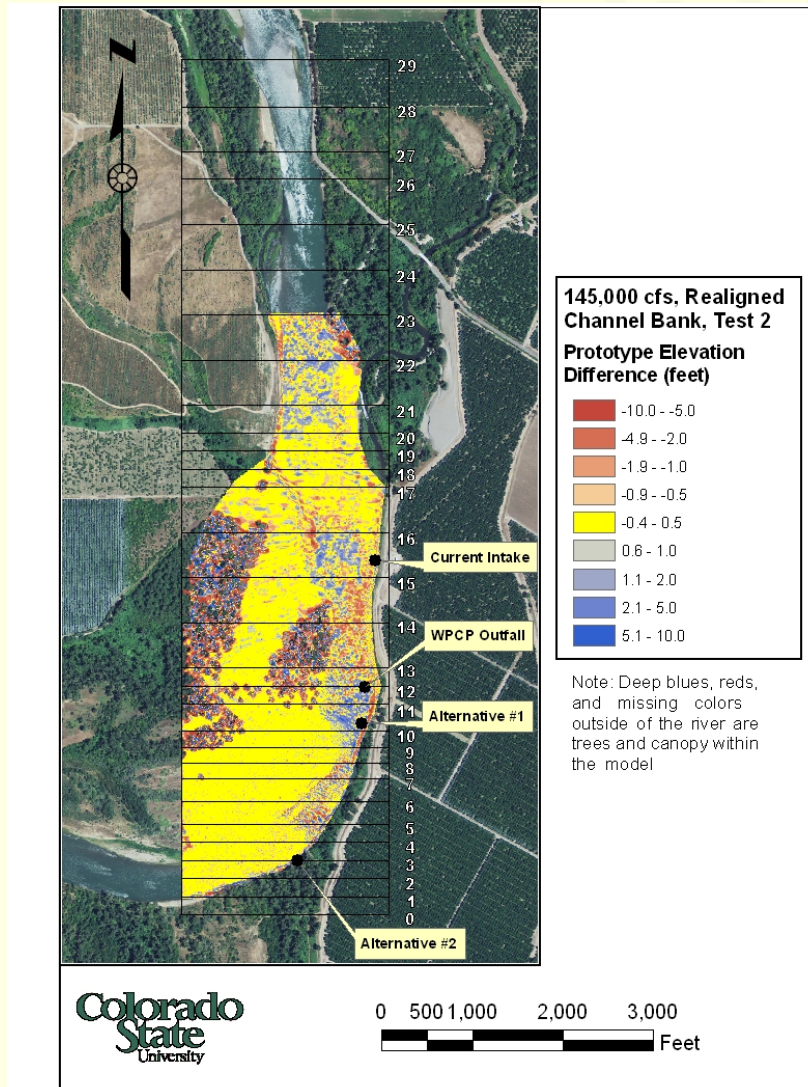 N
29
28
27
26
25
24
23
22
21
20
19
18
17
16
15
14
13
12
11
10
9
8
7
6
5
4
3
2
1
0
Current Intake
WPCP Outfall
Alternative #1
Alternative #2
145,000 cfs, Realigned
Channel Bank, Test 2
Prototype Elevation
Difference (feet)
-10.0 - -5.0
-4.9 - -2.0
-1.9 - -1.0
-0.9 - -0.5
-0.4 - 0.5
0.6 - 1.0
1.1 - 2.0
2.1 - 5.0
5.1 - 10.0
Note: Deep blues, reds,
and missing colors
outside of the river are
trees and canopy within
the model
Colorado
State
University
0 500 1,000 2,000 3,000
Feet